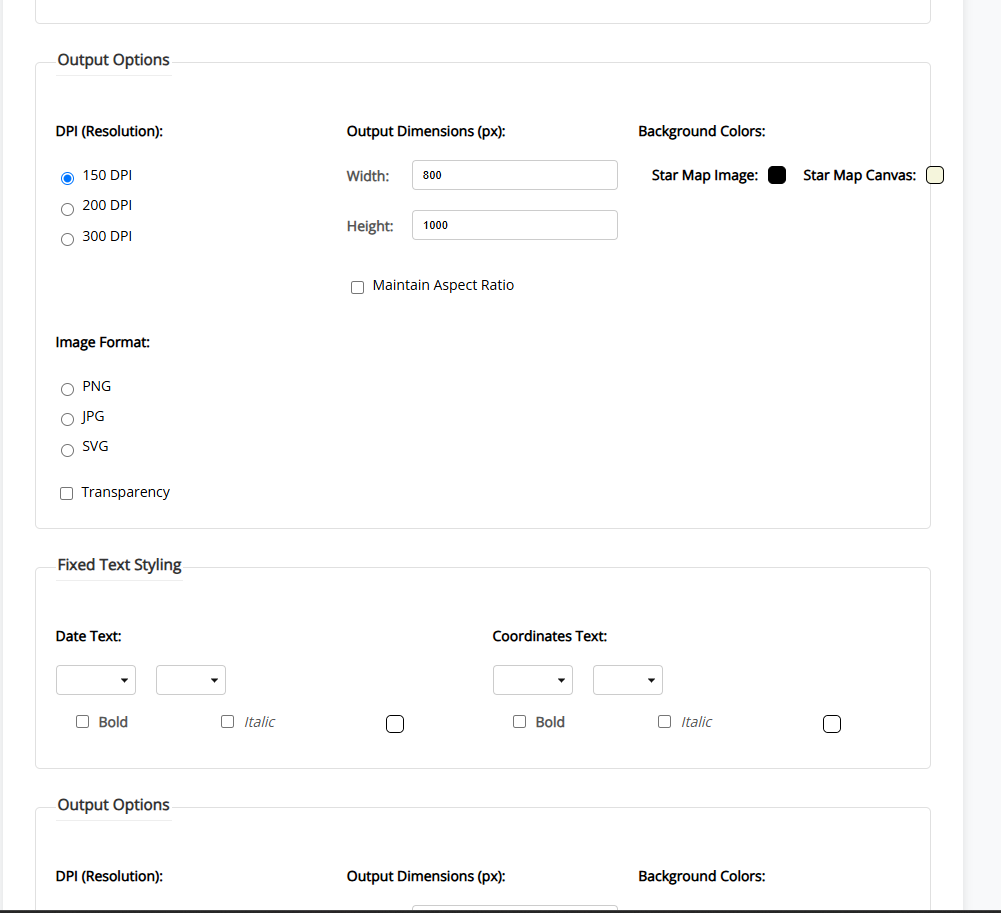 Output Options
DPI (Resolution): Output Dimensions (px): Background Colors:
150 DPI Width: 800 Star Map Image: Star Map Canvas:
200 DPI
Height: 1000
300 DPI
Maintain Aspect Ratio
Image Format:
PNG
JPG
SVG
Transparency
Fixed Text Styling
Date Text: Coordinates Text:
Bold Italic Bold Italic
Output Options
DPI (Resolution): Output Dimensions (px): Background Colors: